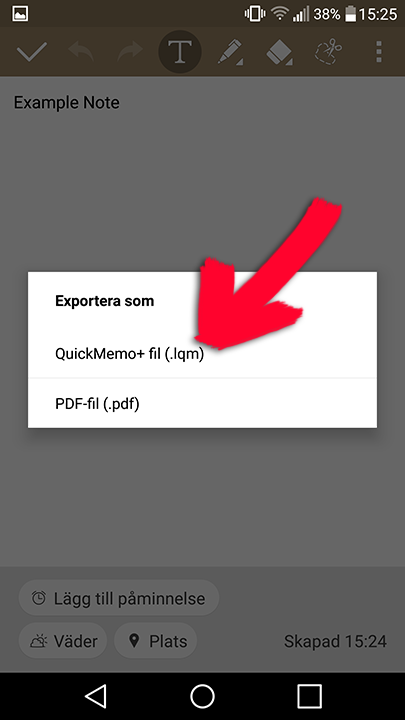 38% 15:25
T
Example Note
Exportera som
QuickMemo+ fil (.lqm)
PDF-fil (.pdf)
Lägg till påminnelse
Väder Plats Skapad 15:24